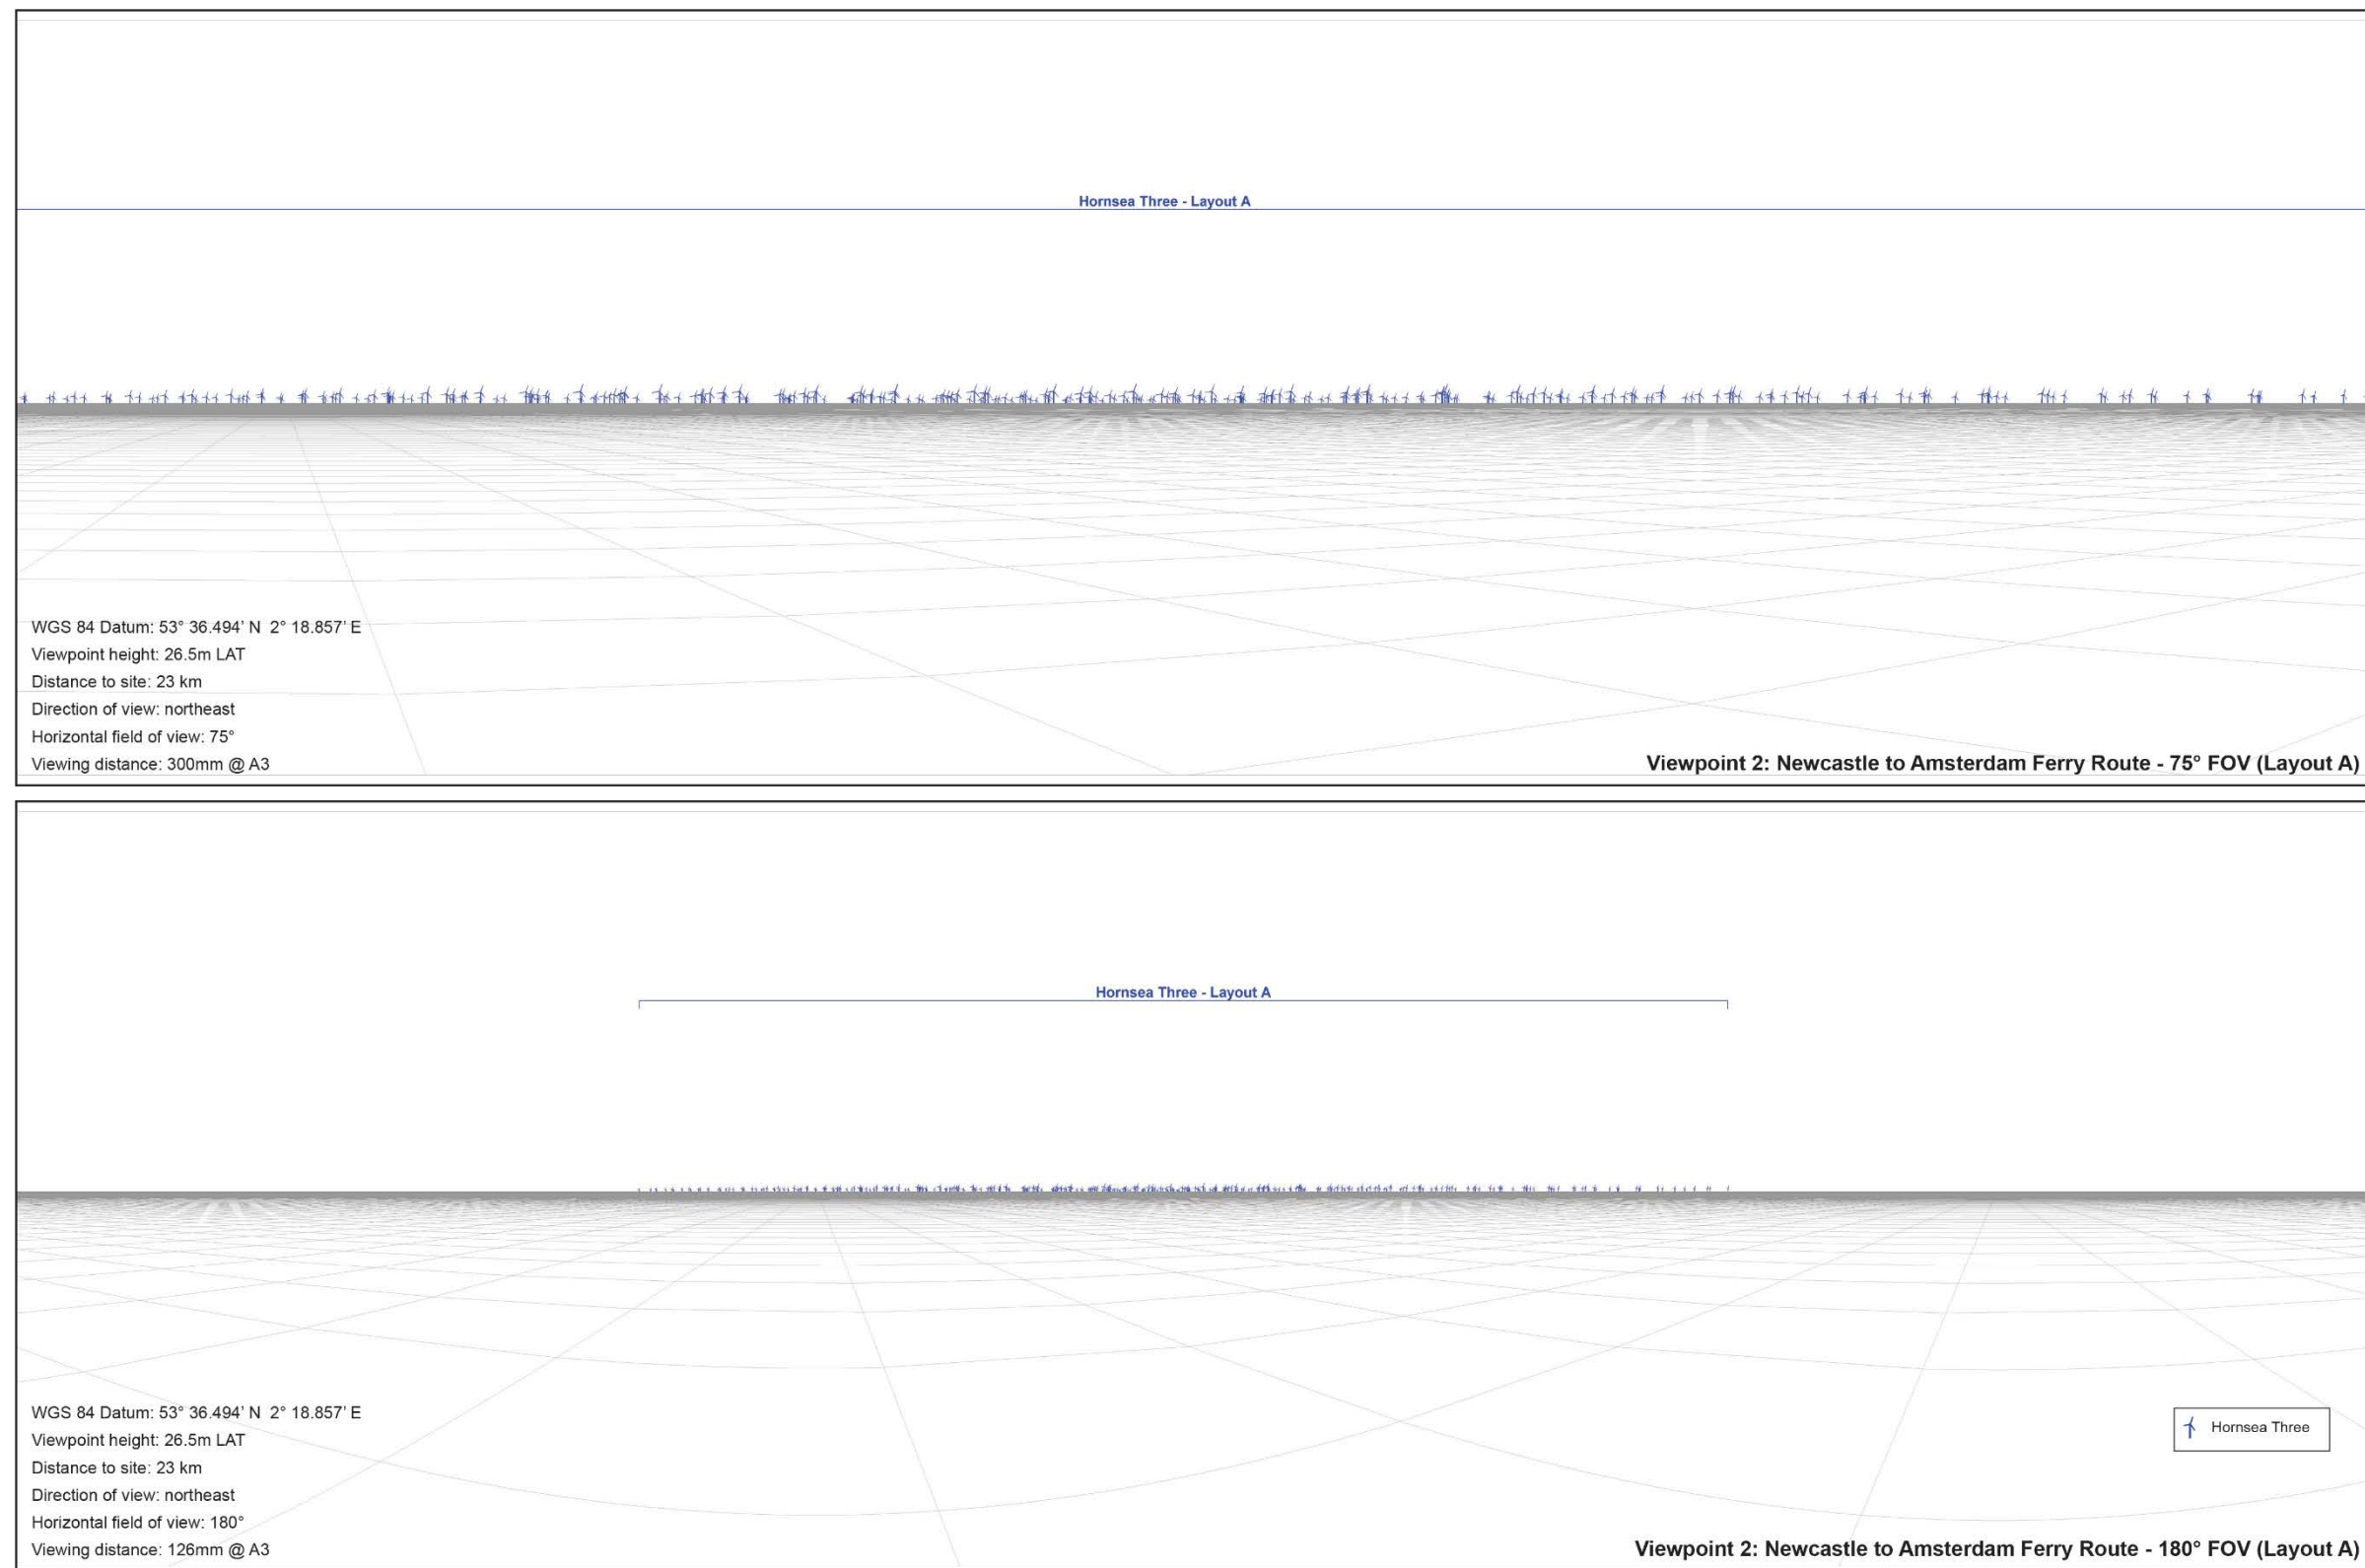 Hornsea Three - Layout A
WGS 84 Datum: 53° 36.494’ N  2° 18.857’ E
Viewpoint height: 26.5m LAT
Distance to site: 23 km
Direction of view: northeast
Horizontal field of view: 75°
Viewing distance: 300mm @ A3
Viewpoint 2: Newcastle to Amsterdam Ferry Route - 75° FOV (Layout A)
Hornsea Three - Layout A
Hornsea Three
WGS 84 Datum: 53° 36.494’ N  2° 18.857’ E
Viewpoint height: 26.5m LAT
Distance to site: 23 km
Direction of view: northeast
Horizontal field of view: 180°
Viewing distance: 126mm @ A3
Viewpoint 2: Newcastle to Amsterdam Ferry Route - 180° FOV (Layout A)